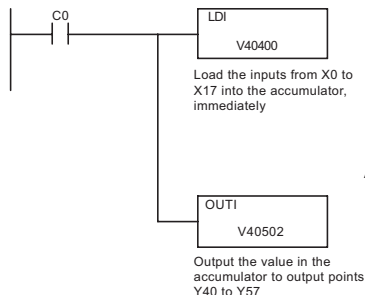 C0
LDI
V40400
Load the inputs from X0 to
X17 into the accumulator,
immediately
OUTI
V40502
Output the value in the
accumulator to output points
Y40 to Y57